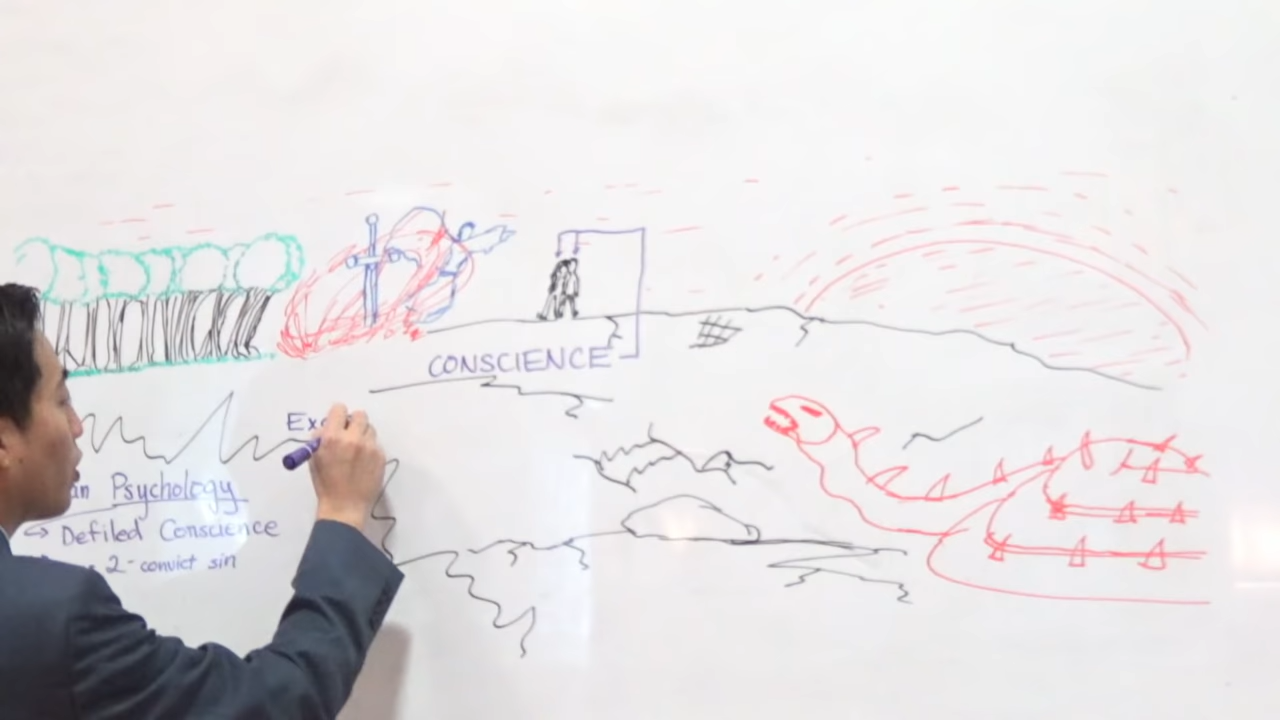 CONSCIENCE
Psychology
↪ Defiled Conscience
2-convict sin